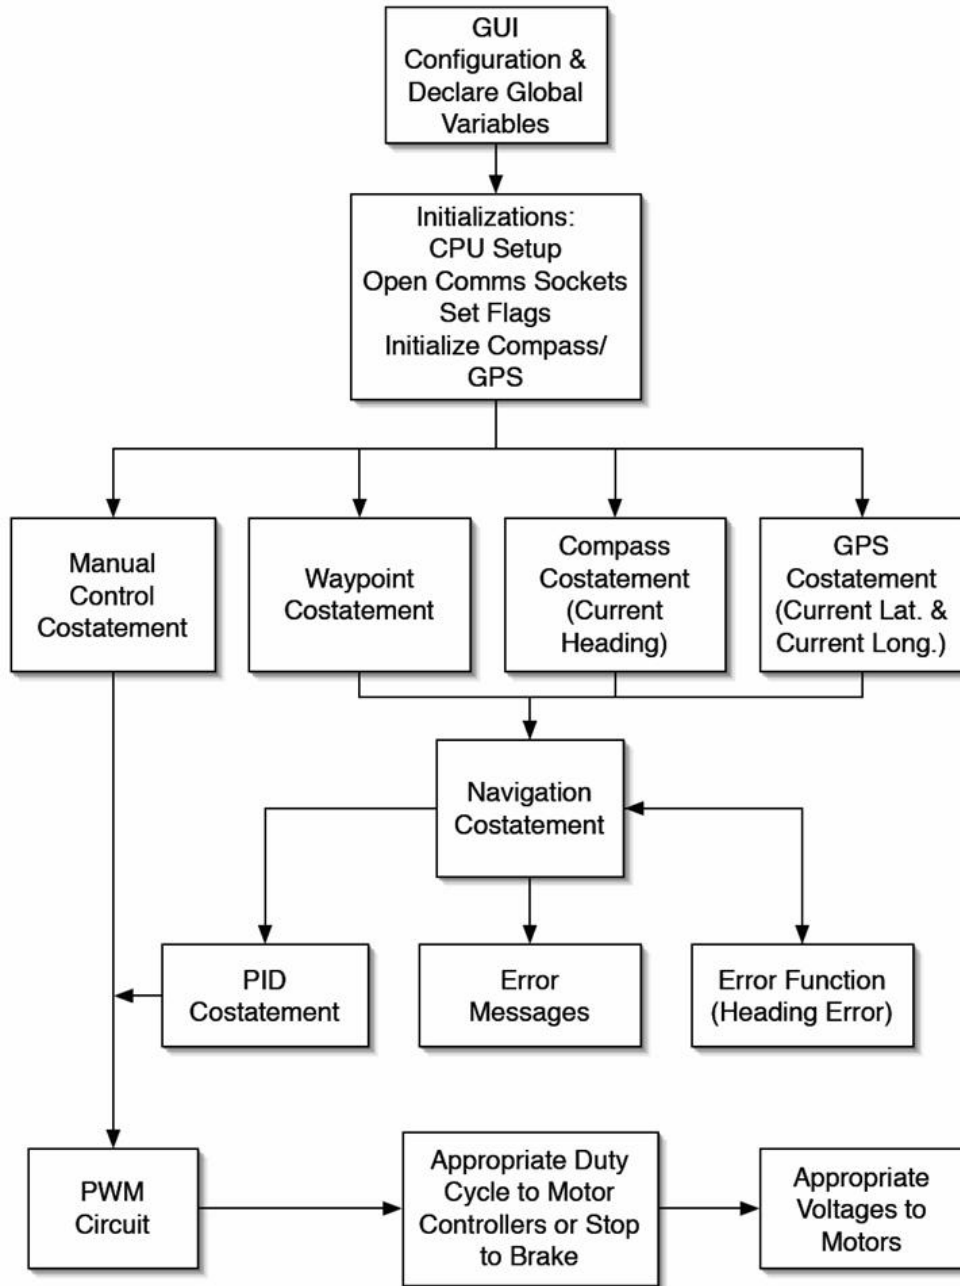 GUI
Configuration &
Declare Global
Variables
Initializations:
CPU Setup
Open Comms Sockets
Set Flags
Initialize Compass/
GPS
Manual
Control
Costatement
Waypoint
Costatement
Compass
Costatement
(Current
Heading)
GPS
Costatement
(Current Lat. &
Current Long.)
Navigation
Costatement
PID
Costatement
Error
Messages
Error Function
(Heading Error)
PWM
Circuit
Appropriate Duty
Cycle to Motor
Controllers or Stop
to Brake
Appropriate
Voltages to
Motors